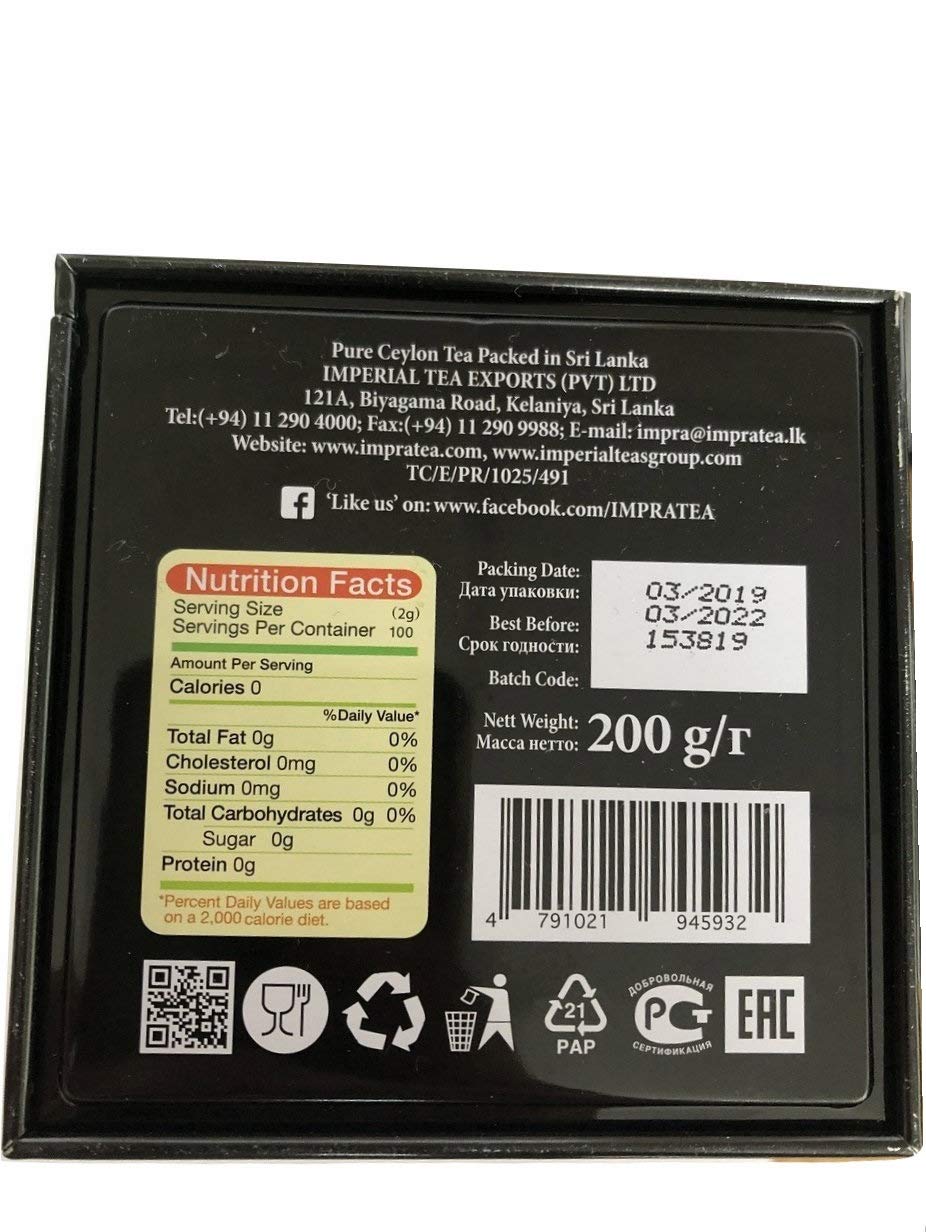 Pure Ceylon Tea Packed in Sri Lanka
IMPERIAL TEA EXPORTS (PVT) LTD
121A, Biyagama Road, Kelaniya, Sri Lanka
Tel:(+94) 11 290 4000; Fax:(+94) 11 290 9988; E-mail: impra@impratea.lk
Website: www.impratea.com, www.imperialteasgroup.com
TC/E/PR/1025/491
'Like us' on: www.facebook.com/IMPRATEA
Nutrition Facts
Serving Size (2g)
Servings Per Container 100
Amount Per Serving
Calories 0
%Daily Value*
Total Fat 0g 0%
Cholesterol 0mg 0%
Sodium 0mg 0%
Total Carbohydrates 0g 0%
Sugar 0g
Protein 0g
*Percent Daily Values are based
on a 2,000 calorie diet.
Packing Date:
Дата упаковки:
Best Before:
Срок годности:
Batch Code:
03/2019
03/2022
153819
Nett Weight:
Масса нетто:
200 g/г
4 791021 945932
21
PAP
ДОБРОВОЛЬНАЯ
РСТ
СЕРТИФИКАЦИЯ
EAC